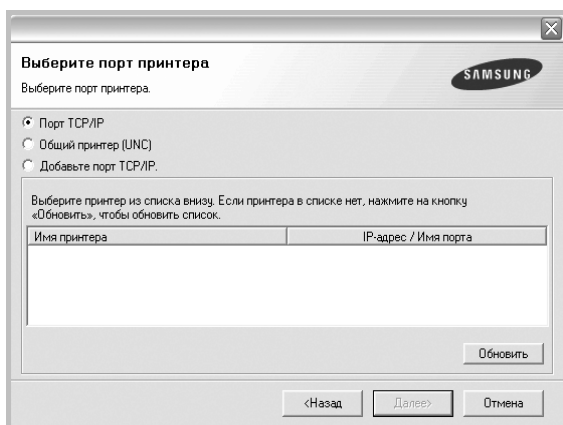 Выберите порт принтера
SAMSUNG
Выберите порт принтера.
Порт TCP/IP
Общий принтер (UNC)
Добавьте порт TCP/IP.
Выберите принтер из списка внизу. Если принтера в списке нет, нажмите на кнопку
«Обновить», чтобы обновить список.
Имя принтера IP-адрес / Имя порта
Обновить
<Назад Далее> Отмена